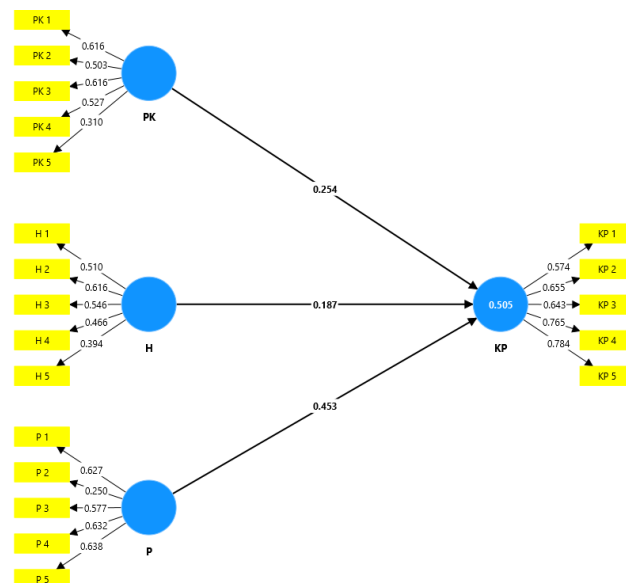 PK 1
PK 2
PK 3
PK 4
PK 5
0.616
0.503
0.616
0.527
0.310
PK
0.254
H 1
H 2
H 3
H 4
H 5
0.510
0.616
0.546
0.466
0.394
H
0.187
P 1
P 2
P 3
P 4
P 5
0.627
0.250
0.577
0.632
0.638
P
0.453
0.505
KP
0.574
0.655
0.643
0.765
0.784
KP 1
KP 2
KP 3
KP 4
KP 5